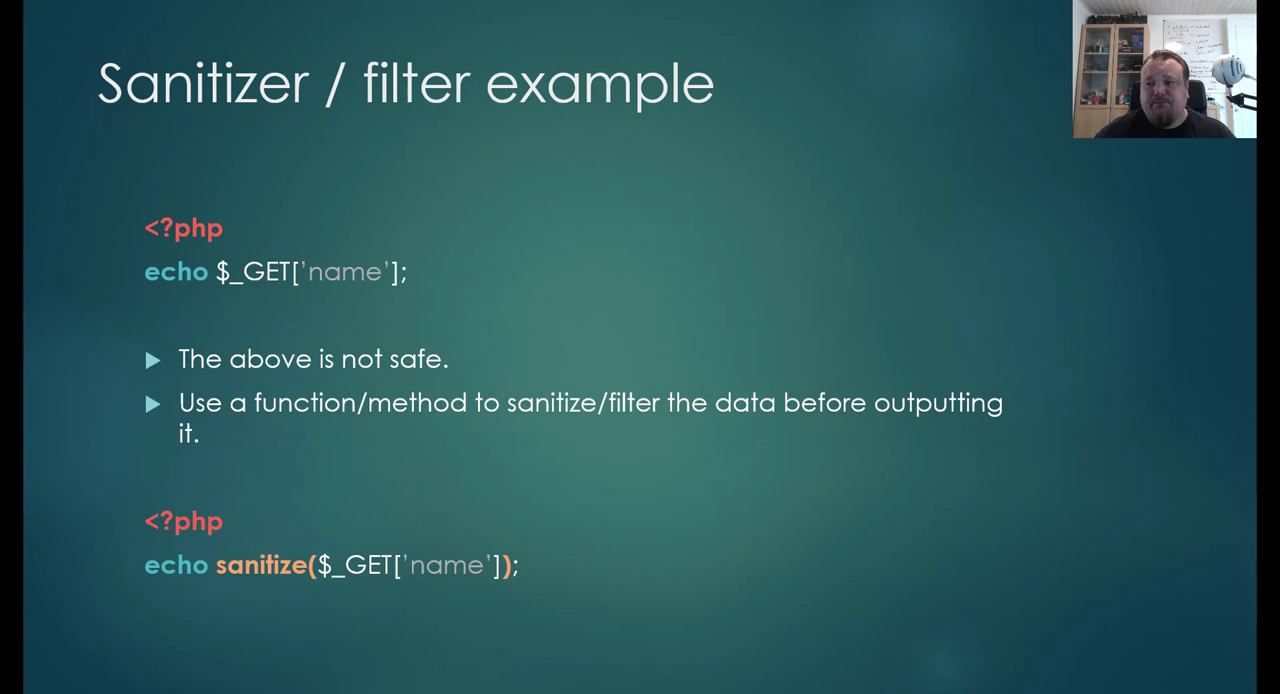 Sanitizer / filter example
<?php
echo $_GET['name'];
The above is not safe.
Use a function/method to sanitize/filter the data before outputting
it.
<?php
echo sanitize($_GET['name']);